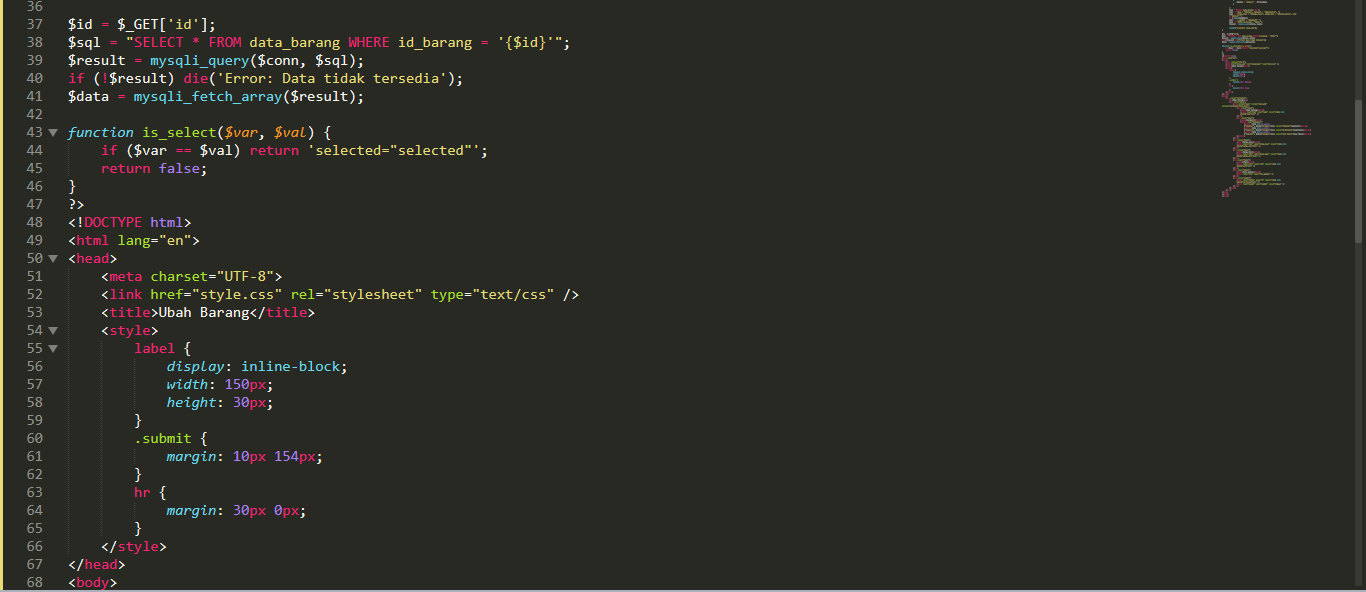 36
37 $id = $_GET['id'];
38 $sql = "SELECT * FROM data_barang WHERE id_barang = '{$id}'";
39 $result = mysqli_query($conn, $sql);
40 if (!$result) die('Error: Data tidak tersedia');
41 $data = mysqli_fetch_array($result);
42
43 function is_select($var, $val) {
44     if ($var == $val) return 'selected="selected"';
45     return false;
46 }
47 ?>
48 <!DOCTYPE html>
49 <html lang="en">
50 <head>
51     <meta charset="UTF-8">
52     <link href="style.css" rel="stylesheet" type="text/css" />
53     <title>Ubah Barang</title>
54     <style>
55         label {
56             display: inline-block;
57             width: 150px;
58             height: 30px;
59         }
60         .submit {
61             margin: 10px 154px;
62         }
63         hr {
64             margin: 30px 0px;
65         }
66     </style>
67 </head>
68 <body>